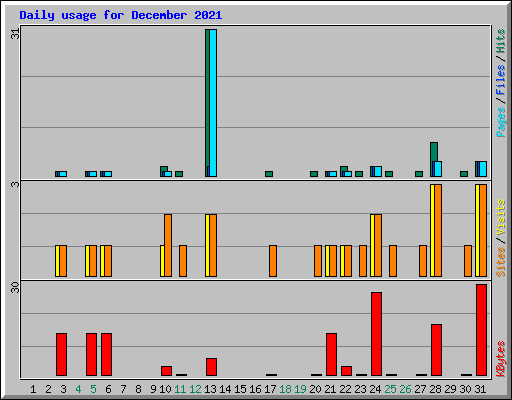 Daily usage for December 2021
31
3
30
Pages / Files / Hits
Sites / Visits
KBytes
1 2 3 4 5 6 7 8 9 10 11 12 13 14 15 16 17 18 19 20 21 22 23 24 25 26 27 28 29 30 31